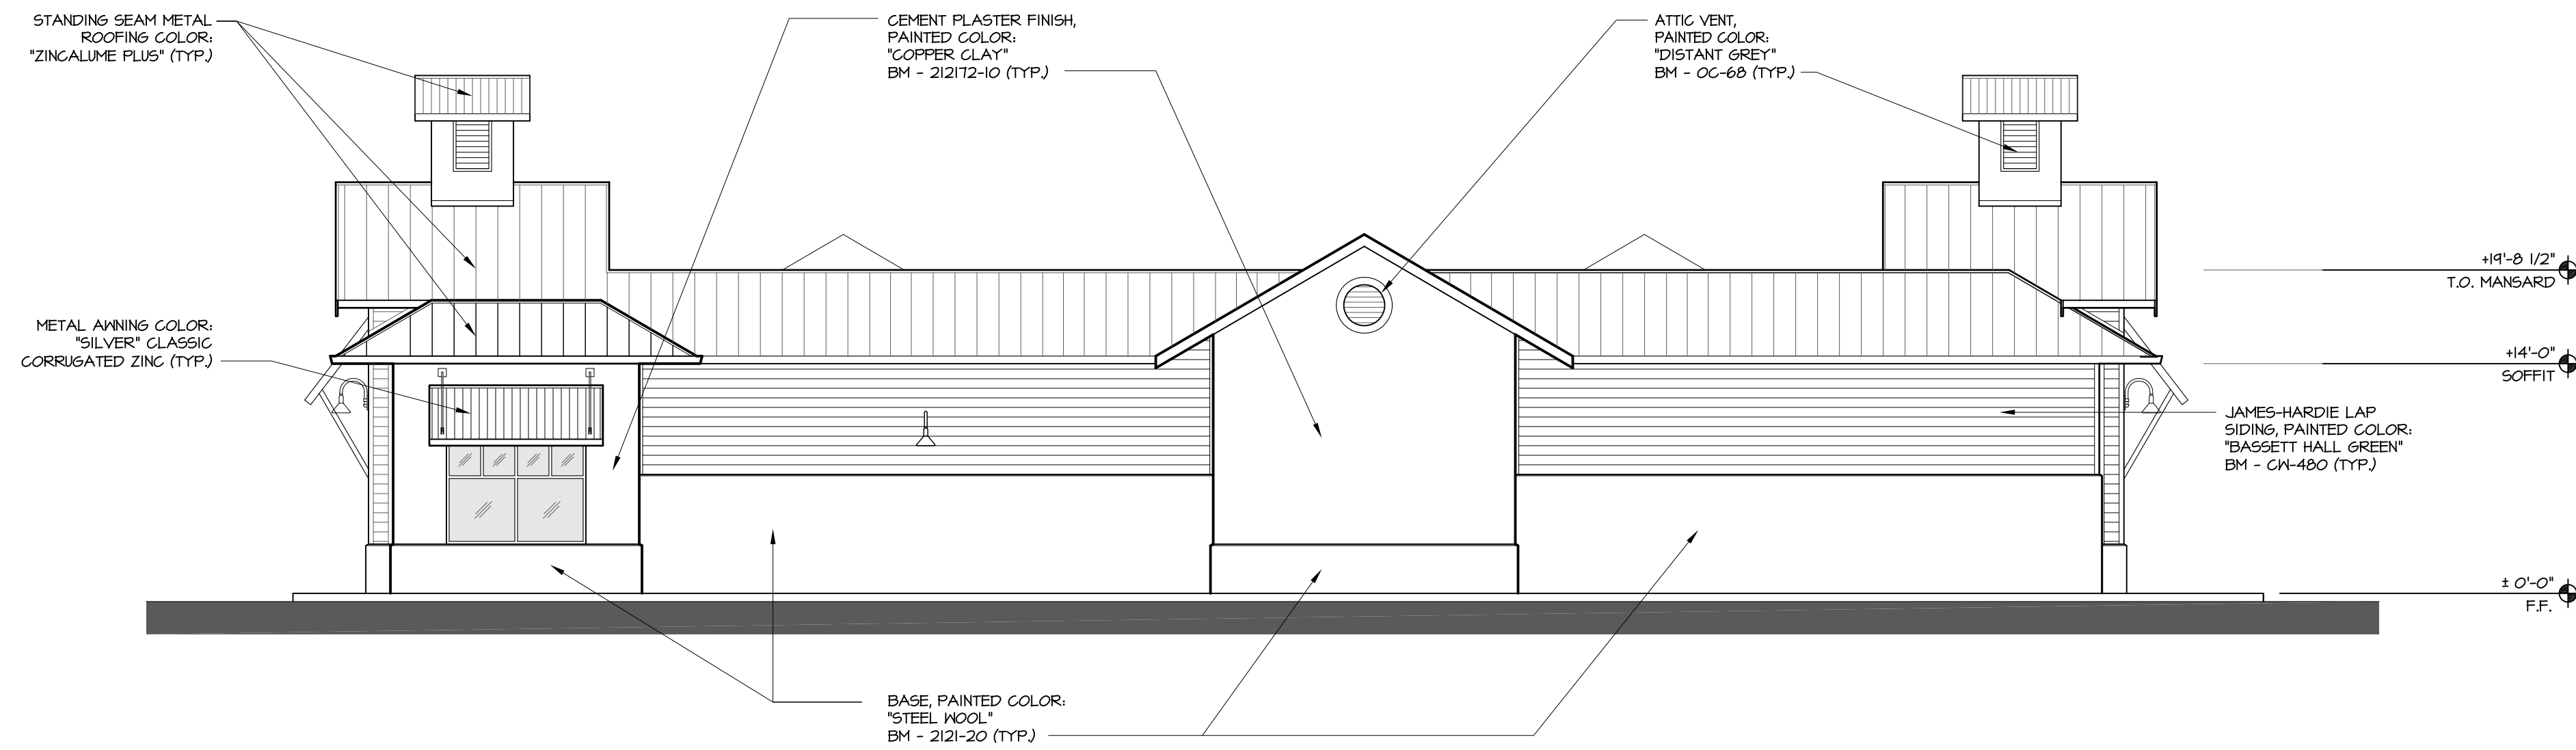 STANDING SEAM METAL
ROOFING COLOR:
"ZINCALUME PLUS" (TYP.)
CEMENT PLASTER FINISH,
PAINTED COLOR:
"COPPER CLAY"
BM - 212172-10 (TYP.)
ATTIC VENT,
PAINTED COLOR:
"DISTANT GREY"
BM - OC-68 (TYP.)
+19'-8 1/2"
T.O. MANSARD
METAL AWNING COLOR:
"SILVER" CLASSIC
CORRUGATED ZINC (TYP.)
+14'-0"
SOFFIT
JAMES-HARDIE LAP
SIDING, PAINTED COLOR:
"BASSETT HALL GREEN"
BM - CW-480 (TYP.)
± 0'-0"
F.F.
BASE, PAINTED COLOR:
"STEEL WOOL"
BM - 2121-20 (TYP.)